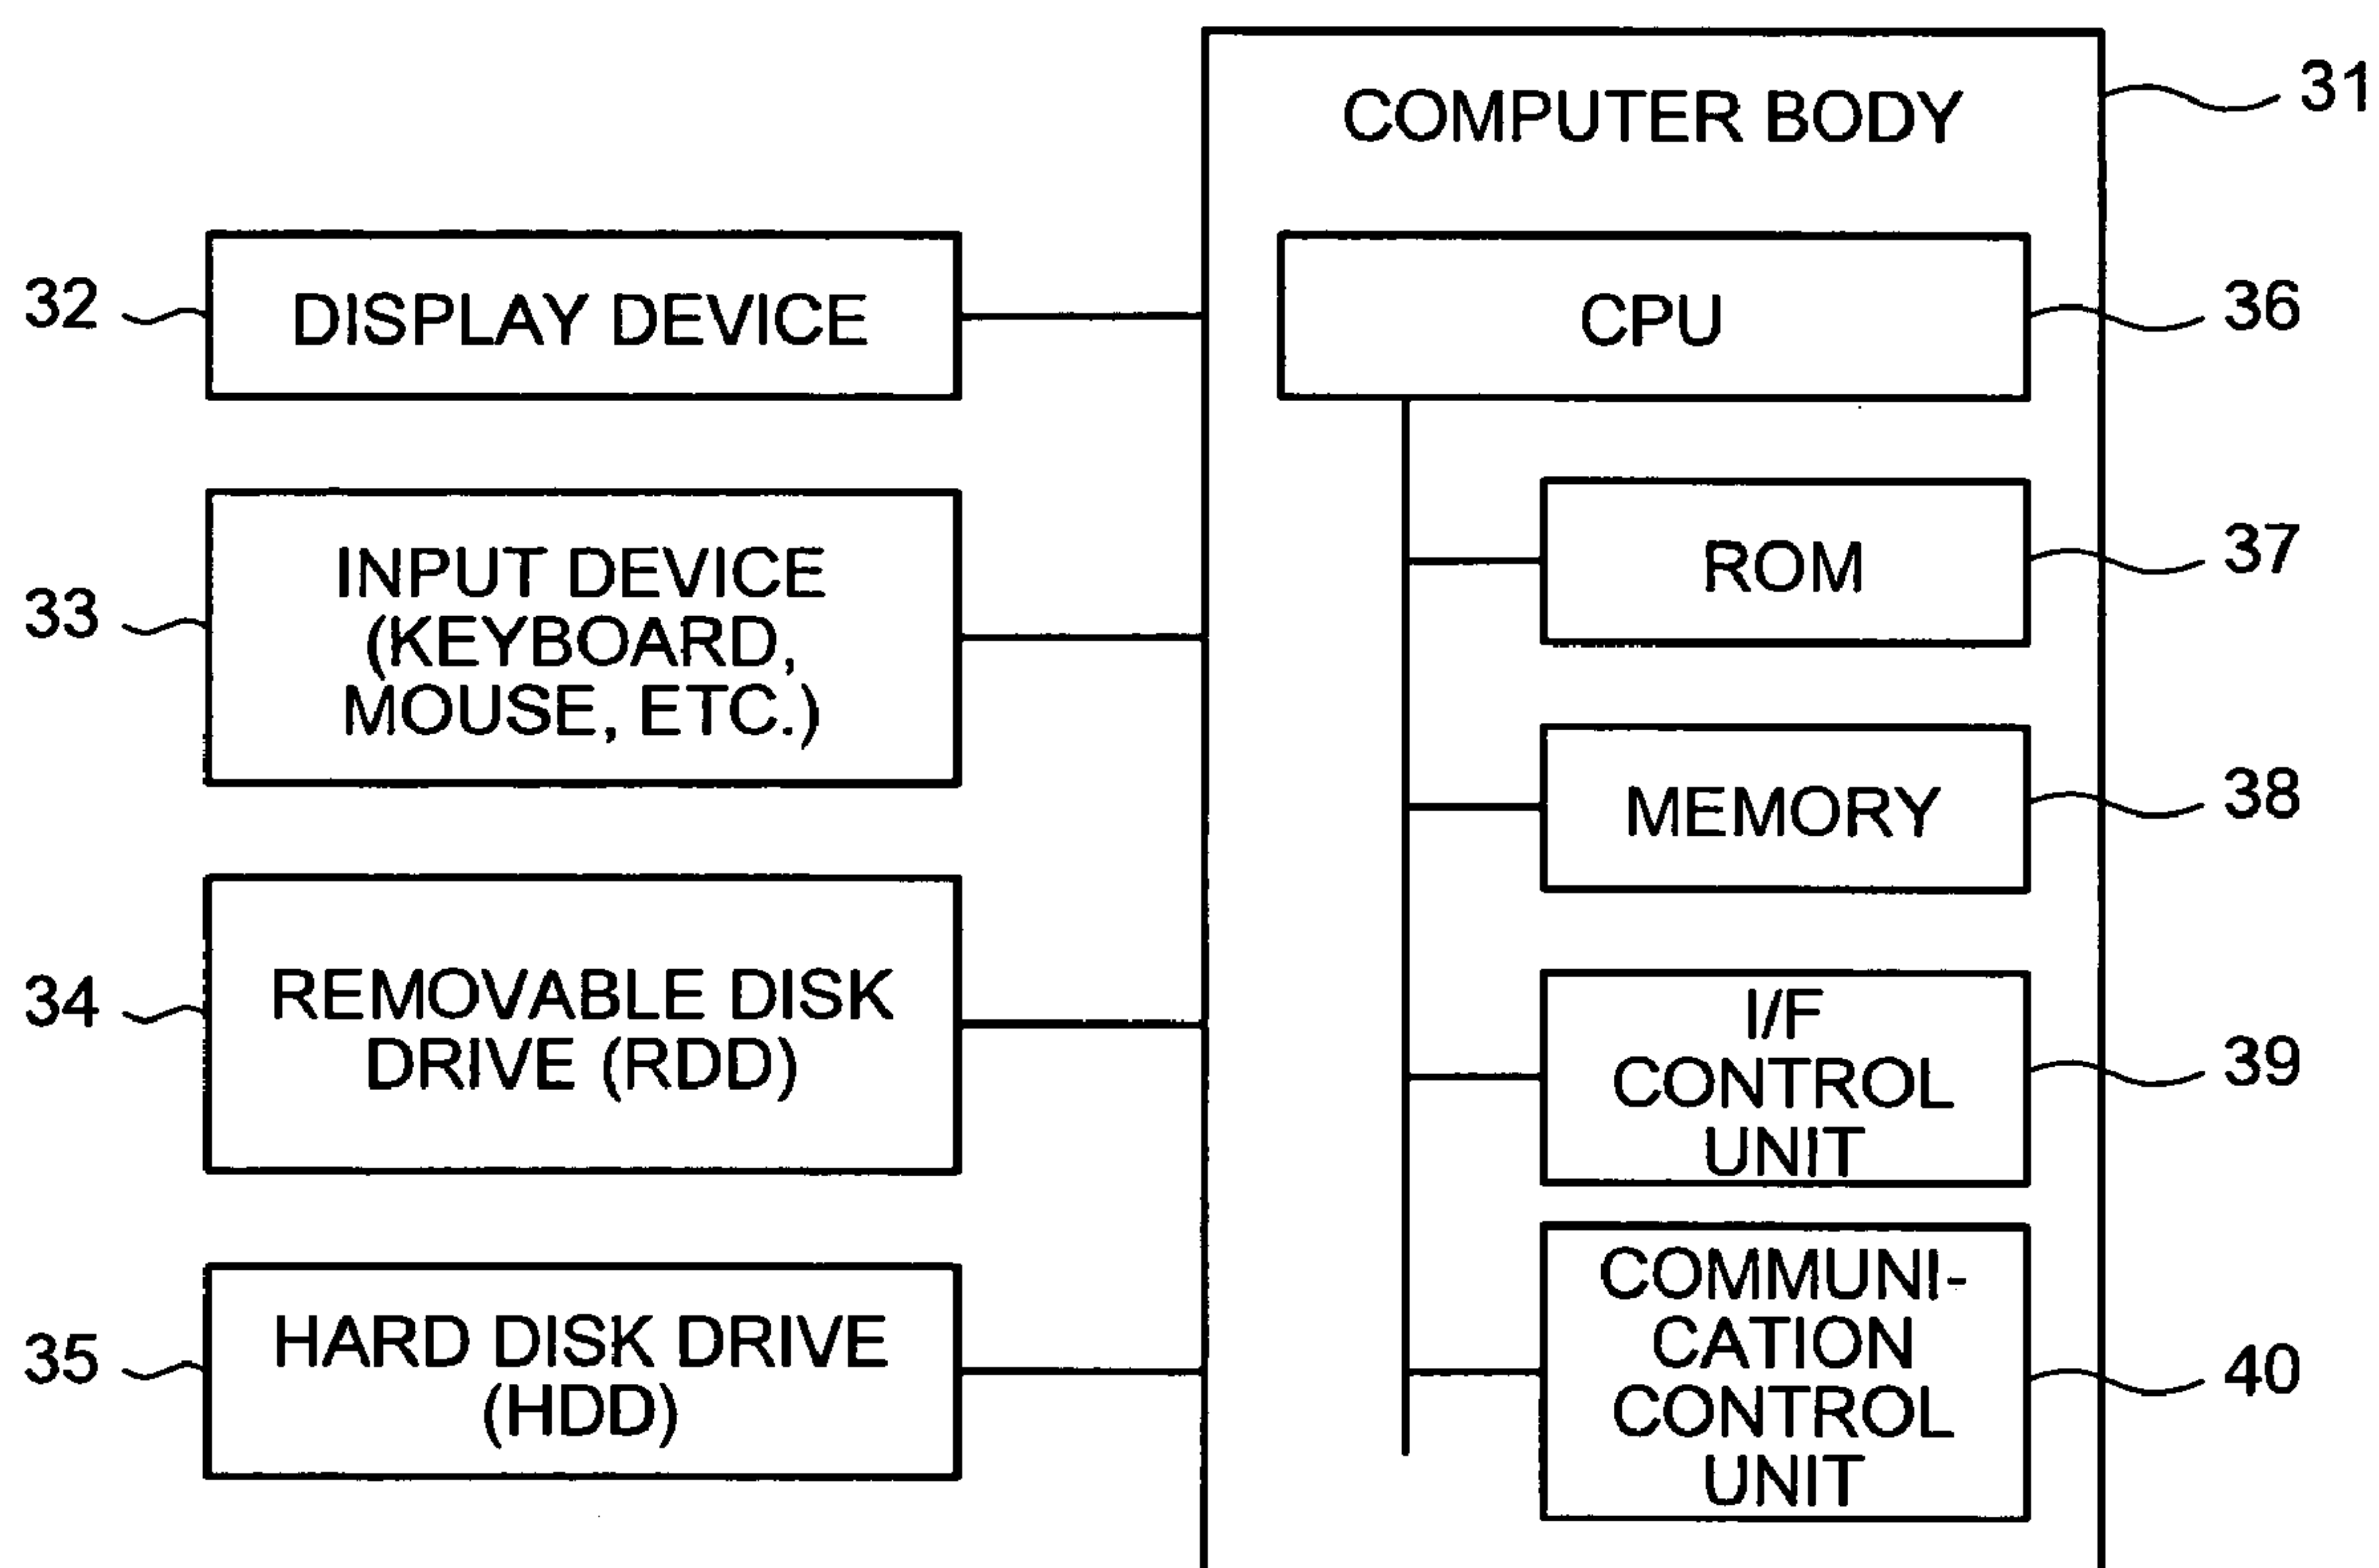 COMPUTER BODY
31
32
DISPLAY DEVICE
CPU
36
33
INPUT DEVICE
(KEYBOARD,
MOUSE, ETC.)
ROM
37
MEMORY
38
34
REMOVABLE DISK
DRIVE (RDD)
I/F
CONTROL
UNIT
39
35
HARD DISK DRIVE
(HDD)
COMMUNI-
CATION
CONTROL
UNIT
40